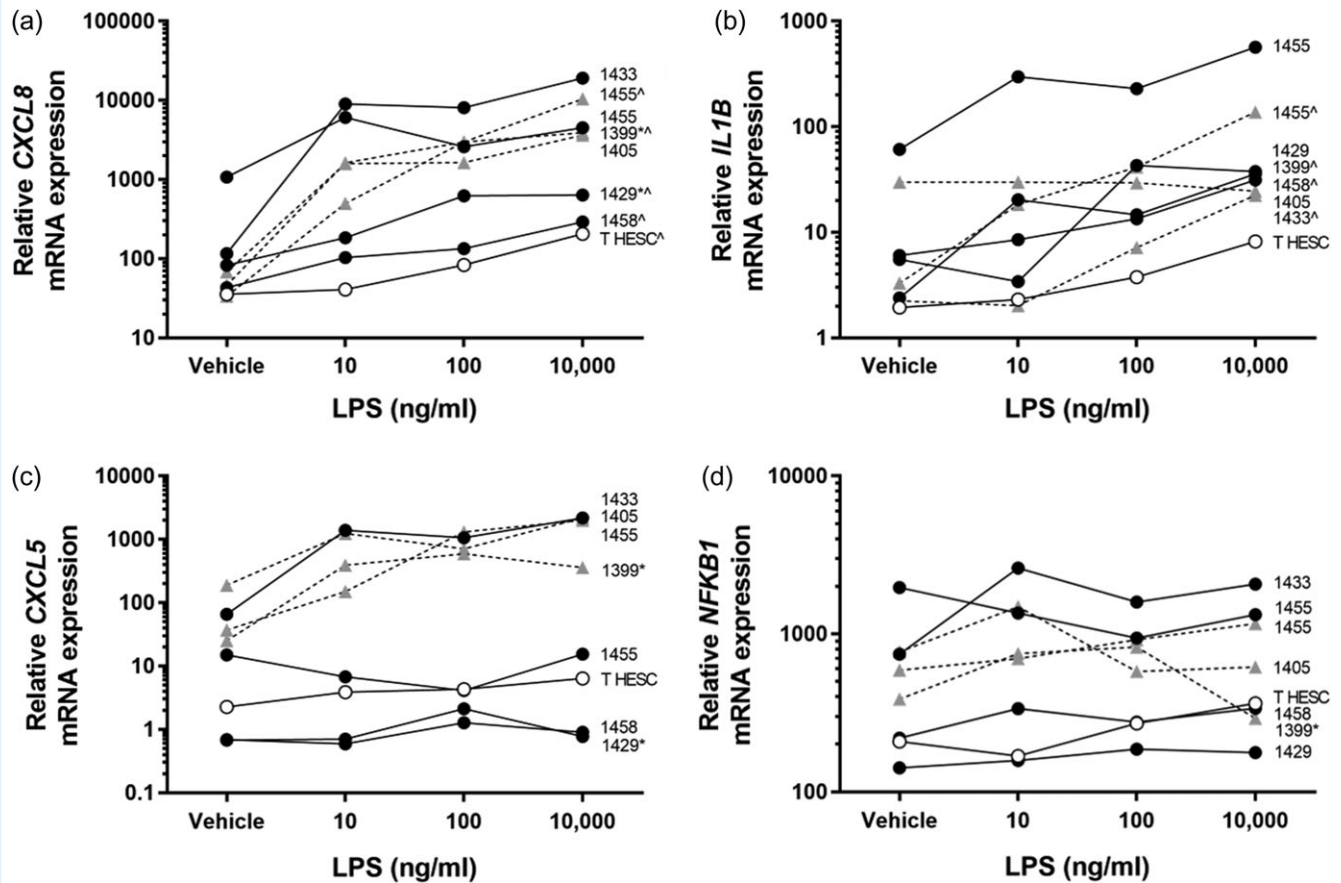 (a)
100000
10000
1000
100
10
Relative CXCL8
mRNA expression
1433
1455^
1455
1399*^
1405
1429*^
1458^
T HESC^
Vehicle 10 100 10,000
LPS (ng/ml)
(b)
1000
100
10
1
Relative IL1B
mRNA expression
1455
1455^
1429
1399^
1458^
1405
1433^
T HESC
Vehicle 10 100 10,000
LPS (ng/ml)
(c)
10000
1000
100
10
1
0.1
Relative CXCL5
mRNA expression
1433
1405
1455
1399*
1455
T HESC
1458
1429*
Vehicle 10 100 10,000
LPS (ng/ml)
(d)
10000
1000
100
Relative NFKB1
mRNA expression
1433
1455
1455
1405
T HESC
1458
1399*
1429
Vehicle 10 100 10,000
LPS (ng/ml)